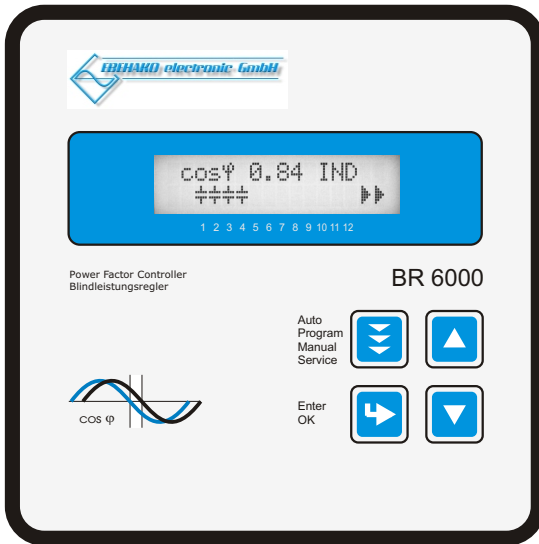 FREHAKO electronic GmbH
cosφ 0.84 IND
1 2 3 4 5 6 7 8 9 10 11 12
Power Factor Controller
Blindleistungsregler
BR 6000
Auto
Program
Manual
Service
Enter
OK
cos φ